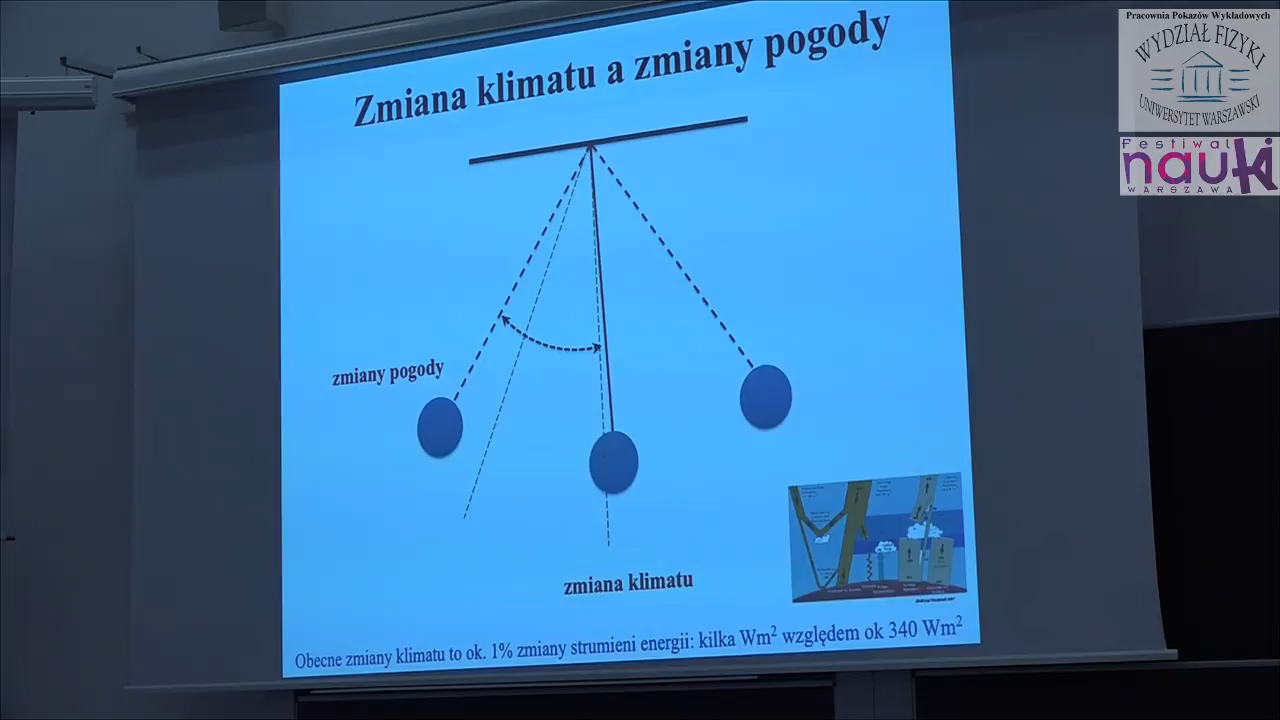 Zmiana klimatu a zmiany pogody
zmiany pogody
zmiana klimatu
Obecne zmiany klimatu to ok. 1% zmiany strumieni energii: kilka Wm² względem ok 340 Wm²
Pracownia Pokazów Wykładowych
WYDZIAŁ FIZYKI
UNIWERSYTET WARSZAWSKI
Festiwal
nauki
WARSZAWA